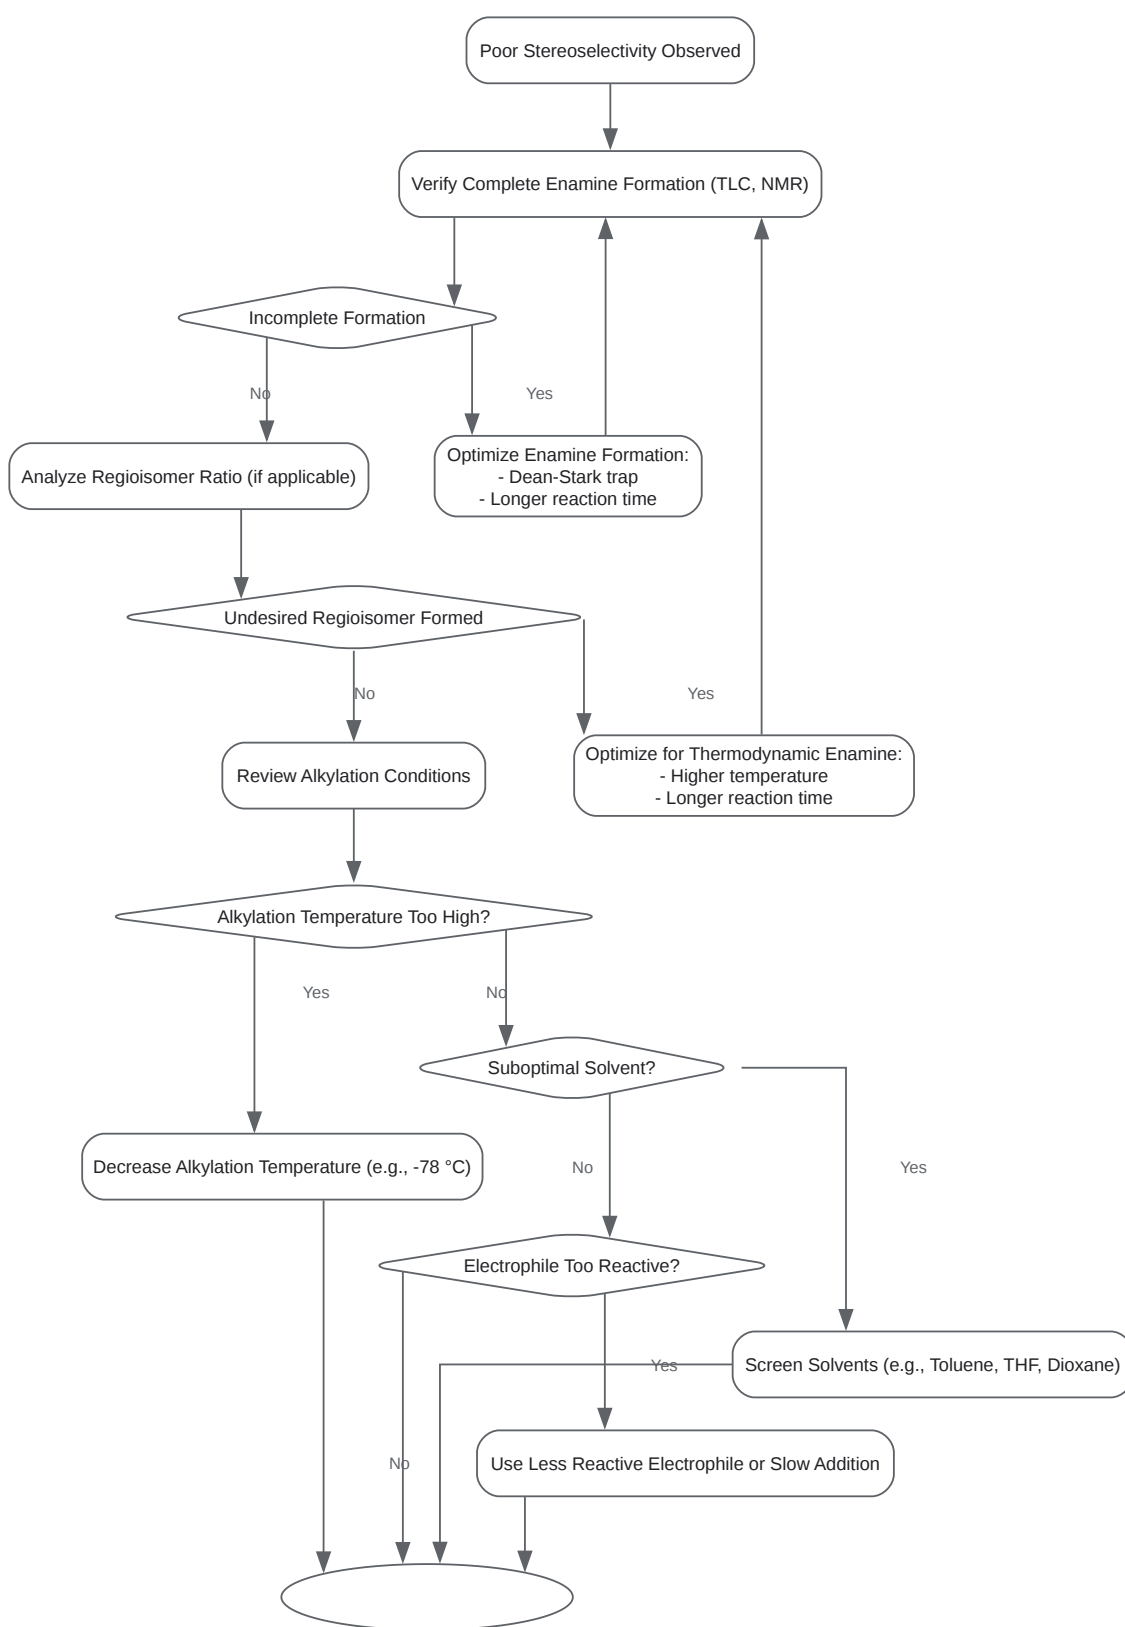 Poor Stereoselectivity Observed
Verify Complete Enamine Formation (TLC, NMR)
Incomplete Formation
No
Yes
Analyze Regioisomer Ratio (if applicable)
Optimize Enamine Formation:
- Dean-Stark trap
- Longer reaction time
Undesired Regioisomer Formed
No
Yes
Review Alkylation Conditions
Optimize for Thermodynamic Enamine:
- Higher temperature
- Longer reaction time
Alkylation Temperature Too High?
Yes
No
Suboptimal Solvent?
Decrease Alkylation Temperature (e.g., -78 °C)
No
Yes
Electrophile Too Reactive?
Yes
Screen Solvents (e.g., Toluene, THF, Dioxane)
No
Use Less Reactive Electrophile or Slow Addition